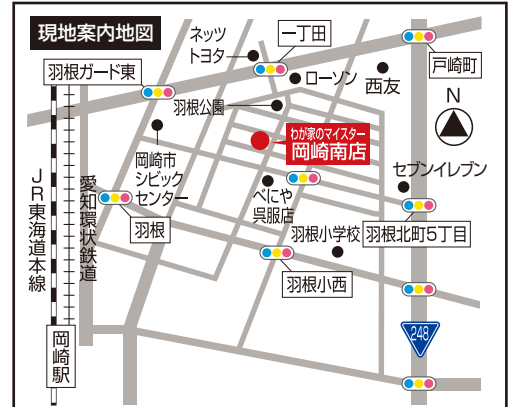 現地案内地図
ネッツ
トヨタ
一丁田
戸崎町
羽根ガード東
ローソン
西友
羽根公園
N
わが家のマイスター
岡崎南店
岡崎市
シビック
センター
セブンイレブン
べにや
呉服店
JR東海道本線
愛知環状鉄道
羽根
羽根小学校
羽根北町5丁目
羽根小西
248
岡崎駅